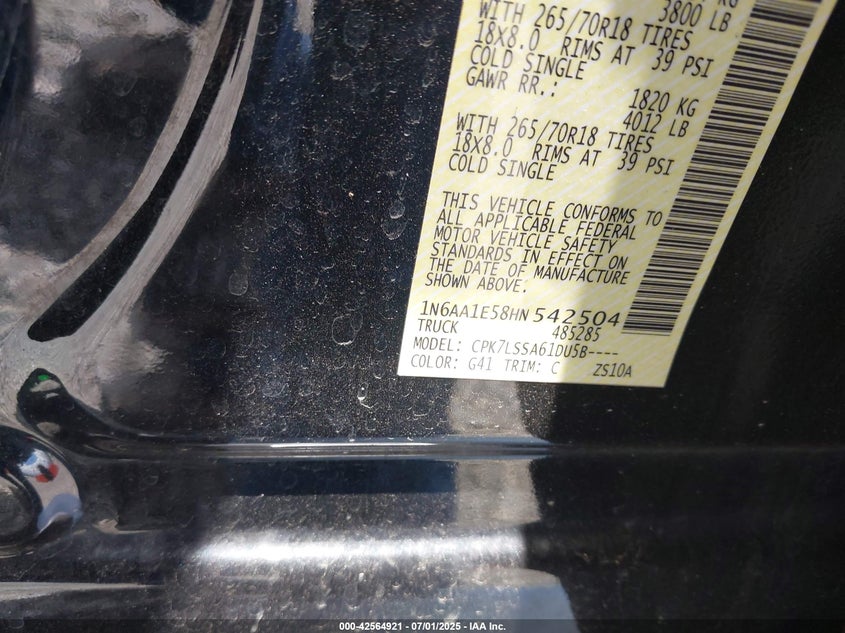 3800 LB
WITH 265/70R18 TIRES
18X8.0 RIMS AT 39 PSI
COLD SINGLE
GAWR RR.:
1820 KG
4012 LB
WITH 265/70R18 TIRES
18X8.0 RIMS AT 39 PSI
COLD SINGLE
THIS VEHICLE CONFORMS TO
ALL APPLICABLE FEDERAL
MOTOR VEHICLE SAFETY
STANDARDS IN EFFECT ON
THE DATE OF MANUFACTURE
SHOWN ABOVE.
1N6AA1E58HN542504
TRUCK 485285
MODEL: CPK7LSSA61DU5B----
COLOR: G41 TRIM: C ZS10A
000-42564921 - 07/01/2025 - IAA Inc.